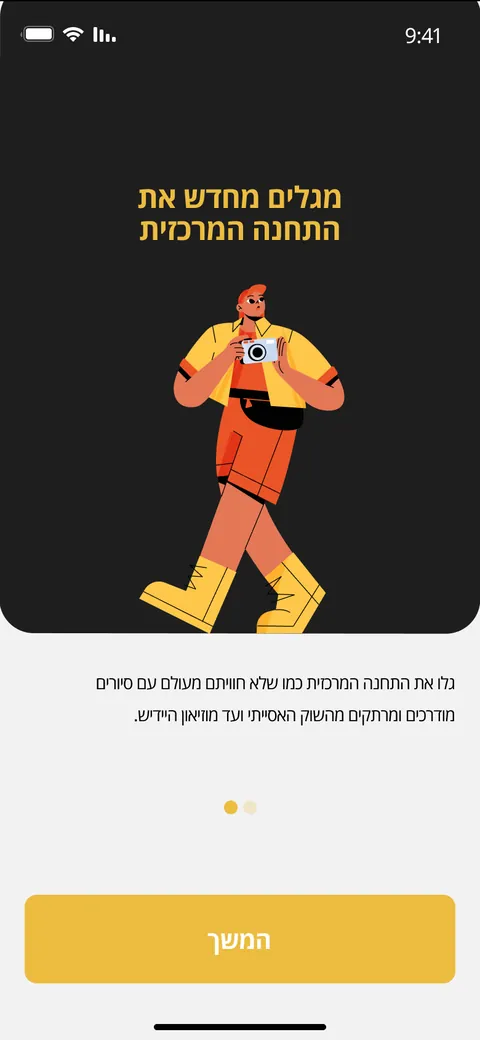 9:41
מגלים מחדש את
התחנה המרכזית
גלו את התחנה המרכזית כמו שלא חוויתם מעולם עם סיורים
מודרכים ומרתקים מהשוק האסייתי ועד מוזיאון היידיש.
המשך